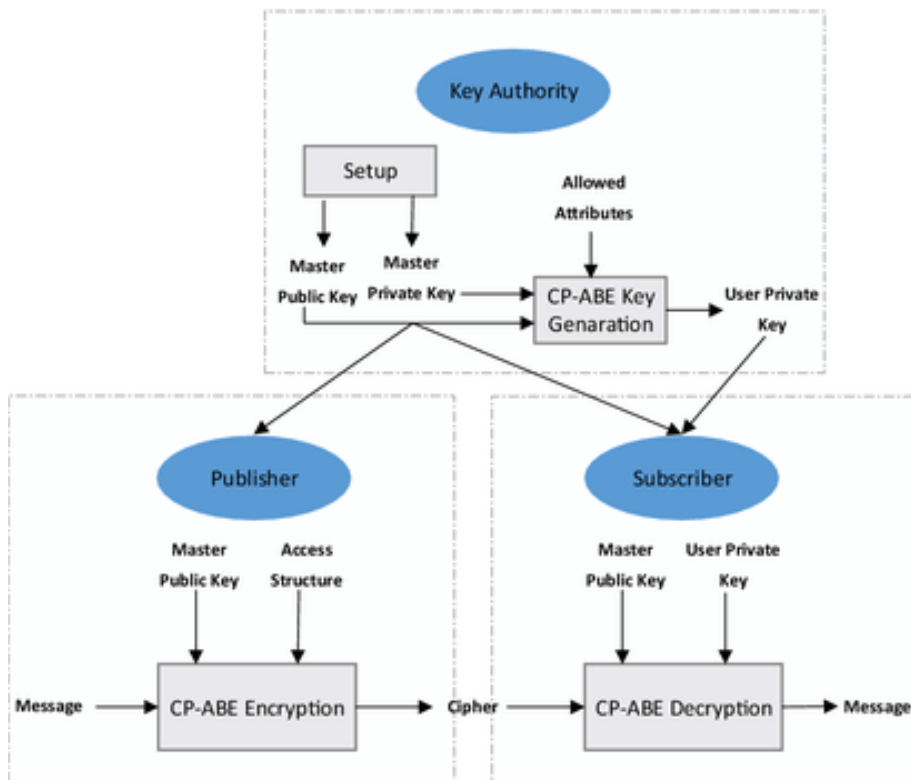 Key Authority
Setup
Allowed
Attributes
Master
Public Key
Master
Private Key
CP-ABE Key
Genaration
User Private
Key
Publisher
Subscriber
Master
Public Key
Access
Structure
Master
Public Key
User Private
Key
Message
CP-ABE Encryption
Cipher
CP-ABE Decryption
Message